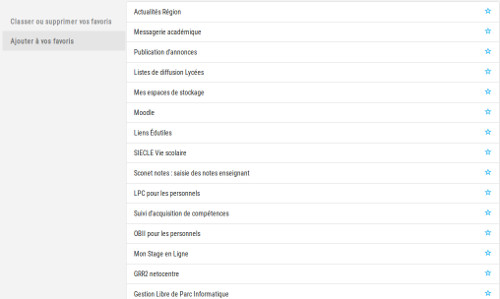 Classer ou supprimer vos favoris
Ajouter à vos favoris
Actualités Région
Messagerie académique
Publication d'annonces
Listes de diffusion Lycées
Mes espaces de stockage
Moodle
Liens Édutiles
SIECLE Vie scolaire
Sconet notes : saisie des notes enseignant
LPC pour les personnels
Suivi d'acquisition de compétences
OBII pour les personnels
Mon Stage en Ligne
GRR2 netocentre
Gestion Libre de Parc Informatique